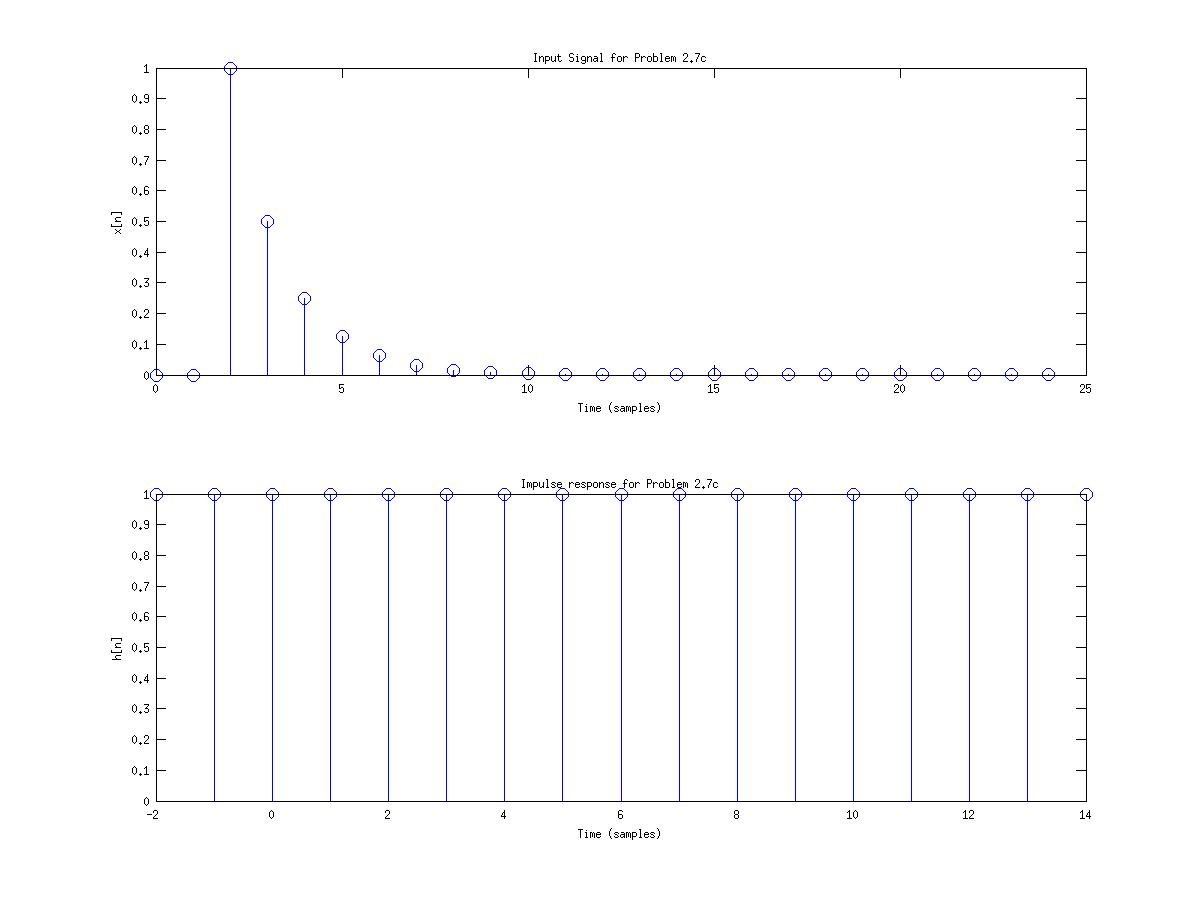 Input Signal for Problem 2.7c
1
0.9
0.8
0.7
0.6
0.5
0.4
0.3
0.2
0.1
0
x[n]
0 5 10 15 20 25
Time (samples)
Impulse response for Problem 2.7c
1
0.9
0.8
0.7
0.6
0.5
0.4
0.3
0.2
0.1
0
h[n]
-2 0 2 4 6 8 10 12 14
Time (samples)